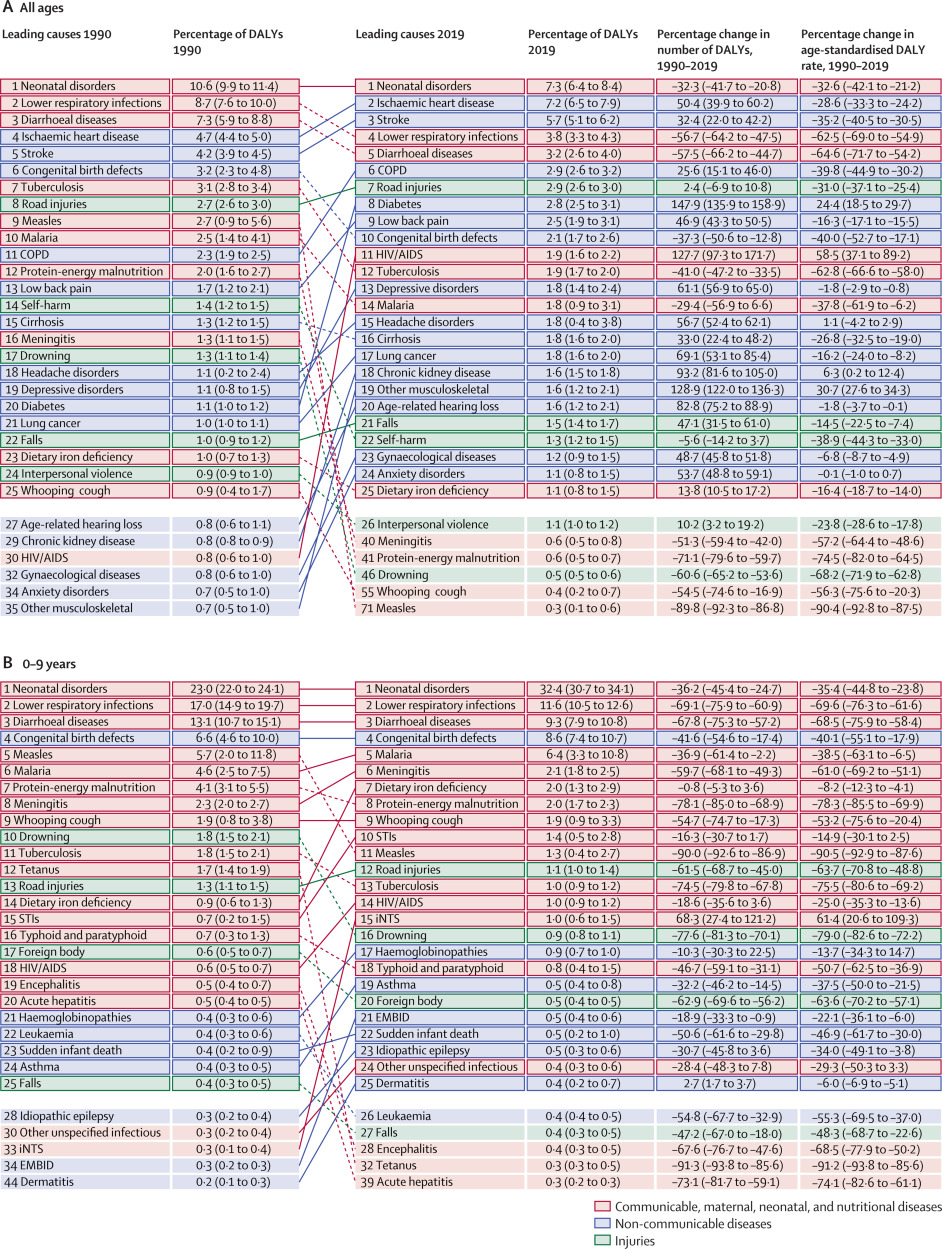 A All ages
Leading causes 1990 Percentage of DALYs 1990 Leading causes 2019 Percentage of DALYs 2019 Percentage change in number of DALYs, 1990–2019 Percentage change in age-standardised DALY rate, 1990–2019
1 Neonatal disorders 10·6 (9·9 to 11·4) 1 Neonatal disorders 7·3 (6·4 to 8·4) –32·3 (–41·7 to –20·8) –32·6 (–42·1 to –21·2)
2 Lower respiratory infections 8·7 (7·6 to 10·0) 2 Ischaemic heart disease 7·2 (6·5 to 7·9) 50·4 (39·9 to 60·2) –28·6 (–33·3 to –24·2)
3 Diarrhoeal diseases 7·3 (5·9 to 8·8) 3 Stroke 5·7 (5·1 to 6·2) 32·4 (22·0 to 42·2) –35·2 (–40·5 to –30·5)
4 Ischaemic heart disease 4·7 (4·4 to 5·0) 4 Lower respiratory infections 3·8 (3·3 to 4·3) –56·7 (–64·2 to –47·5) –62·5 (–69·0 to –54·9)
5 Stroke 4·2 (3·9 to 4·5) 5 Diarrhoeal diseases 3·2 (2·6 to 4·0) –57·5 (–66·2 to –44·7) –64·6 (–71·7 to –54·2)
6 Congenital birth defects 3·2 (2·3 to 4·8) 6 COPD 2·9 (2·6 to 3·2) 25·6 (15·1 to 46·0) –39·8 (–44·9 to –30·2)
7 Tuberculosis 3·1 (2·8 to 3·4) 7 Road injuries 2·9 (2·6 to 3·0) 2·4 (–6·9 to 10·8) –31·0 (–37·1 to –25·4)
8 Road injuries 2·7 (2·6 to 3·0) 8 Diabetes 2·8 (2·5 to 3·1) 147·9 (135·9 to 158·9) 24·4 (18·5 to 29·7)
9 Measles 2·7 (0·9 to 5·6) 9 Low back pain 2·5 (1·9 to 3·1) 46·9 (43·3 to 50·5) –16·3 (–17·1 to –15·5)
10 Malaria 2·5 (1·4 to 4·1) 10 Congenital birth defects 2·1 (1·7 to 2·6) –37·3 (–50·6 to –12·8) –40·0 (–52·7 to –17·1)
11 COPD 2·3 (1·9 to 2·5) 11 HIV/AIDS 1·9 (1·6 to 2·2) 127·7 (97·3 to 171·7) 58·5 (37·1 to 89·2)
12 Protein-energy malnutrition 2·0 (1·6 to 2·7) 12 Tuberculosis 1·9 (1·7 to 2·0) –41·0 (–47·2 to –33·5) –62·8 (–66·6 to –58·0)
13 Low back pain 1·7 (1·2 to 2·1) 13 Depressive disorders 1·8 (1·4 to 2·4) 61·1 (56·9 to 65·0) –1·8 (–2·9 to –0·8)
14 Self-harm 1·4 (1·2 to 1·5) 14 Malaria 1·8 (0·9 to 3·1) –29·4 (–56·9 to 6·6) –37·8 (–61·9 to –6·2)
15 Cirrhosis 1·3 (1·2 to 1·5) 15 Headache disorders 1·8 (0·4 to 3·8) 56·7 (52·4 to 62·1) 1·1 (–4·2 to 2·9)
16 Meningitis 1·3 (1·1 to 1·5) 16 Cirrhosis 1·8 (1·6 to 2·0) 33·0 (22·4 to 48·2) –26·8 (–32·5 to –19·0)
17 Drowning 1·3 (1·1 to 1·4) 17 Lung cancer 1·8 (1·6 to 2·0) 69·1 (53·1 to 85·4) –16·2 (–24·0 to –8·2)
18 Headache disorders 1·1 (0·2 to 2·4) 18 Chronic kidney disease 1·6 (1·5 to 1·8) 93·2 (81·6 to 105·0) 6·3 (0·2 to 12·4)
19 Depressive disorders 1·1 (0·8 to 1·5) 19 Other musculoskeletal 1·6 (1·2 to 2·1) 128·9 (122·0 to 136·3) 30·7 (27·6 to 34·3)
20 Diabetes 1·1 (1·0 to 1·2) 20 Age-related hearing loss 1·6 (1·2 to 2·1) 82·8 (75·2 to 88·9) –1·8 (–3·7 to –0·1)
21 Lung cancer 1·0 (1·0 to 1·1) 21 Falls 1·5 (1·4 to 1·7) 47·1 (31·5 to 61·0) –14·5 (–22·5 to –7·4)
22 Falls 1·0 (0·9 to 1·2) 22 Self-harm 1·3 (1·2 to 1·5) –5·6 (–14·2 to 3·7) –38·9 (–44·3 to –33·0)
23 Dietary iron deficiency 1·0 (0·7 to 1·3) 23 Gynaecological diseases 1·2 (0·9 to 1·5) 48·7 (45·8 to 51·8) –6·8 (–8·7 to –4·9)
24 Interpersonal violence 0·9 (0·9 to 1·0) 24 Anxiety disorders 1·1 (0·8 to 1·5) 53·7 (48·8 to 59·1) –0·1 (–1·0 to 0·7)
25 Whooping cough 0·9 (0·4 to 1·7) 25 Dietary iron deficiency 1·1 (0·8 to 1·5) 13·8 (10·5 to 17·2) –16·4 (–18·7 to –14·0)
27 Age-related hearing loss 0·8 (0·6 to 1·1) 26 Interpersonal violence 1·1 (1·0 to 1·2) 10·2 (3·2 to 19·2) –23·8 (–28·6 to –17·8)
29 Chronic kidney disease 0·8 (0·8 to 0·9) 40 Meningitis 0·6 (0·5 to 0·8) –51·3 (–59·4 to –42·0) –57·2 (–64·4 to –48·6)
30 HIV/AIDS 0·8 (0·6 to 1·0) 41 Protein-energy malnutrition 0·6 (0·5 to 0·7) –71·1 (–79·6 to –59·7) –74·5 (–82·0 to –64·5)
32 Gynaecological diseases 0·8 (0·6 to 1·0) 46 Drowning 0·5 (0·5 to 0·6) –60·6 (–65·2 to –53·6) –68·2 (–71·9 to –62·8)
34 Anxiety disorders 0·7 (0·5 to 1·0) 55 Whooping cough 0·4 (0·2 to 0·7) –54·5 (–74·6 to –16·9) –56·3 (–75·6 to –20·3)
35 Other musculoskeletal 0·7 (0·5 to 1·0) 71 Measles 0·3 (0·1 to 0·6) –89·8 (–92·3 to –86·8) –90·4 (–92·8 to –87·5)
B 0–9 years
1 Neonatal disorders 23·0 (22·0 to 24·1) 1 Neonatal disorders 32·4 (30·7 to 34·1) –36·2 (–45·4 to –24·7) –35·4 (–44·8 to –23·8)
2 Lower respiratory infections 17·0 (14·9 to 19·7) 2 Lower respiratory infections 11·6 (10·5 to 12·6) –69·1 (–75·9 to –60·9) –69·6 (–76·3 to –61·6)
3 Diarrhoeal diseases 13·1 (10·7 to 15·1) 3 Diarrhoeal diseases 9·3 (7·9 to 10·8) –67·8 (–75·3 to –57·2) –68·5 (–75·9 to –58·4)
4 Congenital birth defects 6·6 (4·6 to 10·0) 4 Congenital birth defects 8·6 (7·4 to 10·7) –41·6 (–54·6 to –17·4) –40·1 (–55·1 to –17·9)
5 Measles 5·7 (2·0 to 11·8) 5 Malaria 6·4 (3·3 to 10·8) –36·9 (–61·4 to –2·2) –38·5 (–63·1 to –6·5)
6 Malaria 4·6 (2·5 to 7·5) 6 Meningitis 2·1 (1·8 to 2·5) –59·7 (–68·1 to –49·3) –61·0 (–69·2 to –51·1)
7 Protein-energy malnutrition 4·1 (3·1 to 5·5) 7 Dietary iron deficiency 2·0 (1·3 to 2·9) –0·8 (–5·3 to 3·6) –8·2 (–12·3 to –4·1)
8 Meningitis 2·3 (2·0 to 2·7) 8 Protein-energy malnutrition 2·0 (1·7 to 2·3) –78·1 (–85·0 to –68·9) –78·3 (–85·5 to –69·9)
9 Whooping cough 1·9 (0·8 to 3·8) 9 Whooping cough 1·9 (0·9 to 3·3) –54·7 (–74·7 to –17·3) –53·2 (–75·6 to –20·4)
10 Drowning 1·8 (1·5 to 2·1) 10 STIs 1·4 (0·5 to 2·8) –16·3 (–30·7 to 1·7) –14·9 (–30·1 to 2·5)
11 Tuberculosis 1·8 (1·5 to 2·1) 11 Measles 1·3 (0·4 to 2·7) –90·0 (–92·6 to –86·9) –90·5 (–92·9 to –87·6)
12 Tetanus 1·7 (1·4 to 1·9) 12 Road injuries 1·1 (1·0 to 1·4) –61·5 (–68·7 to –45·0) –63·7 (–70·8 to –48·8)
13 Road injuries 1·3 (1·1 to 1·5) 13 Tuberculosis 1·0 (0·9 to 1·2) –74·5 (–79·8 to –67·8) –75·5 (–80·6 to –69·2)
14 Dietary iron deficiency 0·9 (0·6 to 1·3) 14 HIV/AIDS 1·0 (0·9 to 1·2) –18·6 (–35·6 to 3·6) –25·0 (–35·3 to –13·6)
15 STIs 0·7 (0·2 to 1·5) 15 iNTS 1·0 (0·6 to 1·5) 68·3 (27·4 to 121·2) 61·4 (20·6 to 109·3)
16 Typhoid and paratyphoid 0·7 (0·3 to 1·3) 16 Drowning 0·9 (0·8 to 1·1) –77·6 (–81·3 to –70·1) –79·0 (–82·6 to –72·2)
17 Foreign body 0·6 (0·5 to 0·7) 17 Haemoglobinopathies 0·9 (0·7 to 1·0) –10·3 (–30·3 to 22·5) –13·7 (–34·3 to 14·7)
18 HIV/AIDS 0·6 (0·5 to 0·7) 18 Typhoid and paratyphoid 0·8 (0·4 to 1·5) –46·7 (–59·1 to –31·1) –50·7 (–62·5 to –36·9)
19 Encephalitis 0·5 (0·4 to 0·7) 19 Asthma 0·5 (0·4 to 0·8) –32·2 (–46·2 to –14·5) –37·5 (–50·0 to –21·5)
20 Acute hepatitis 0·5 (0·4 to 0·5) 20 Foreign body 0·5 (0·4 to 0·5) –62·9 (–69·6 to –56·2) –63·6 (–70·2 to –57·1)
21 Haemoglobinopathies 0·4 (0·3 to 0·6) 21 EMBID 0·5 (0·4 to 0·6) –18·9 (–33·3 to –0·9) –22·1 (–36·1 to –6·0)
22 Leukaemia 0·4 (0·3 to 0·6) 22 Sudden infant death 0·5 (0·2 to 1·0) –50·6 (–61·6 to –29·8) –46·9 (–61·7 to –30·0)
23 Sudden infant death 0·4 (0·2 to 0·9) 23 Idiopathic epilepsy 0·5 (0·3 to 0·6) –30·7 (–45·8 to 3·6) –34·0 (–49·1 to –3·8)
24 Asthma 0·4 (0·3 to 0·5) 24 Other unspecified infectious 0·4 (0·3 to 0·6) –28·4 (–48·3 to 7·8) –29·3 (–50·3 to 3·3)
25 Falls 0·4 (0·3 to 0·5) 25 Dermatitis 0·4 (0·2 to 0·7) 2·7 (1·7 to 3·7) –6·0 (–6·9 to –5·1)
28 Idiopathic epilepsy 0·3 (0·2 to 0·4) 26 Leukaemia 0·4 (0·4 to 0·5) –54·8 (–67·7 to –32·9) –55·3 (–69·5 to –37·0)
30 Other unspecified infectious 0·3 (0·2 to 0·4) 27 Falls 0·4 (0·3 to 0·5) –47·2 (–67·0 to –18·0) –48·3 (–68·7 to –22·6)
33 iNTS 0·3 (0·1 to 0·4) 28 Encephalitis 0·4 (0·3 to 0·5) –67·6 (–76·7 to –47·6) –68·5 (–77·9 to –50·2)
34 EMBID 0·3 (0·2 to 0·3) 32 Tetanus 0·3 (0·3 to 0·5) –91·3 (–93·8 to –85·6) –91·2 (–93·8 to –85·6)
44 Dermatitis 0·2 (0·1 to 0·3) 39 Acute hepatitis 0·3 (0·2 to 0·3) –73·1 (–81·7 to –59·1) –74·1 (–82·6 to –61·1)
Communicable, maternal, neonatal, and nutritional diseases
Non-communicable diseases
Injuries